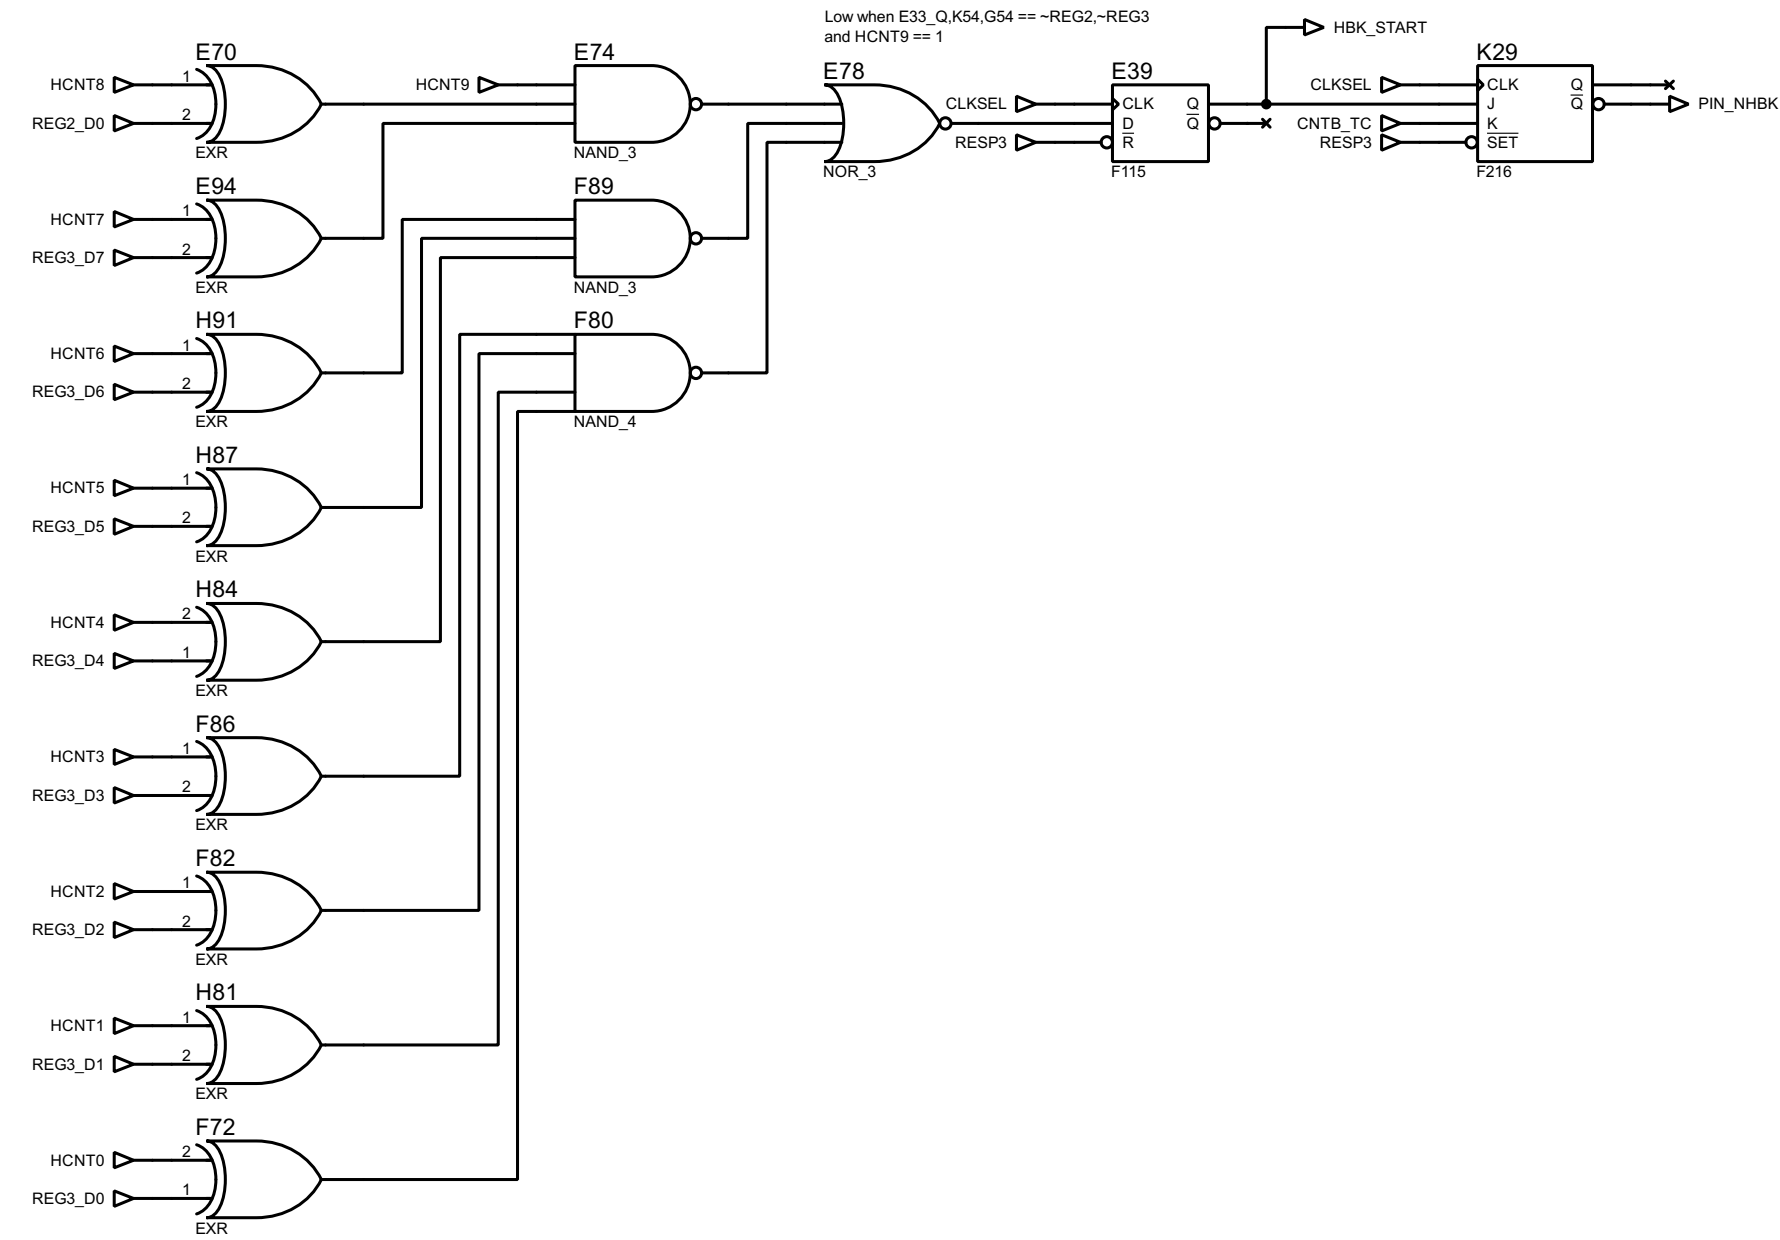 Low when E33_Q,K54,G54 == ~REG2,~REG3
and HCNT9 == 1
HBK_START
E70
HCNT8
1
REG2_D0
2
EXR
E74
HCNT9
NAND_3
E78
NOR_3
E39
CLKSEL
CLK
D
R
Q
Q
RESP3
F115
K29
CLKSEL
CNTB_TC
RESP3
CLK
J
K
SET
Q
Q
F216
PIN_NHBK
E94
HCNT7
1
REG3_D7
2
EXR
F89
NAND_3
H91
HCNT6
1
REG3_D6
2
EXR
F80
NAND_4
H87
HCNT5
1
REG3_D5
2
EXR
H84
HCNT4
2
REG3_D4
1
EXR
F86
HCNT3
1
REG3_D3
2
EXR
F82
HCNT2
1
REG3_D2
2
EXR
H81
HCNT1
1
REG3_D1
2
EXR
F72
HCNT0
2
REG3_D0
1
EXR